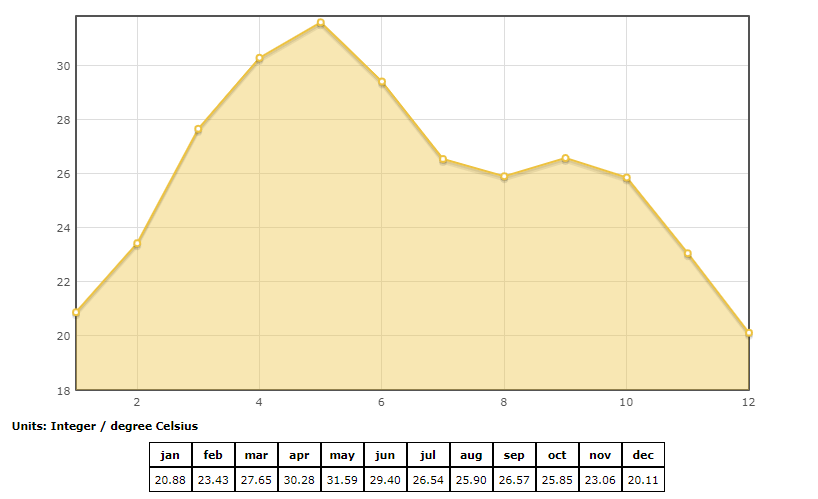 30
28
26
24
22
20
18
2 4 6 8 10 12
Units: Integer / degree Celsius
jan feb mar apr may jun jul aug sep oct nov dec
20.88 23.43 27.65 30.28 31.59 29.40 26.54 25.90 26.57 25.85 23.06 20.11